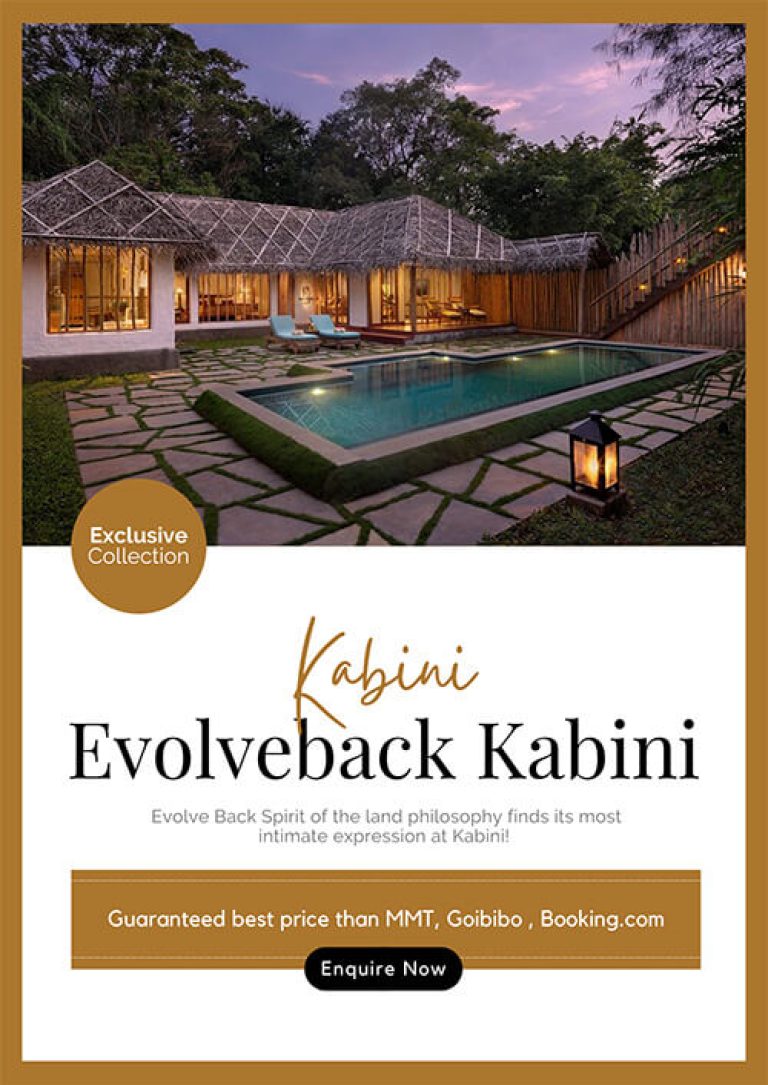 Exclusive
Collection
Kabini
Evolveback Kabini
Evolve Back Spirit of the land philosophy finds its most
intimate expression at Kabini!
Guaranteed best price than MMT, Goibibo , Booking.com
Enquire Now